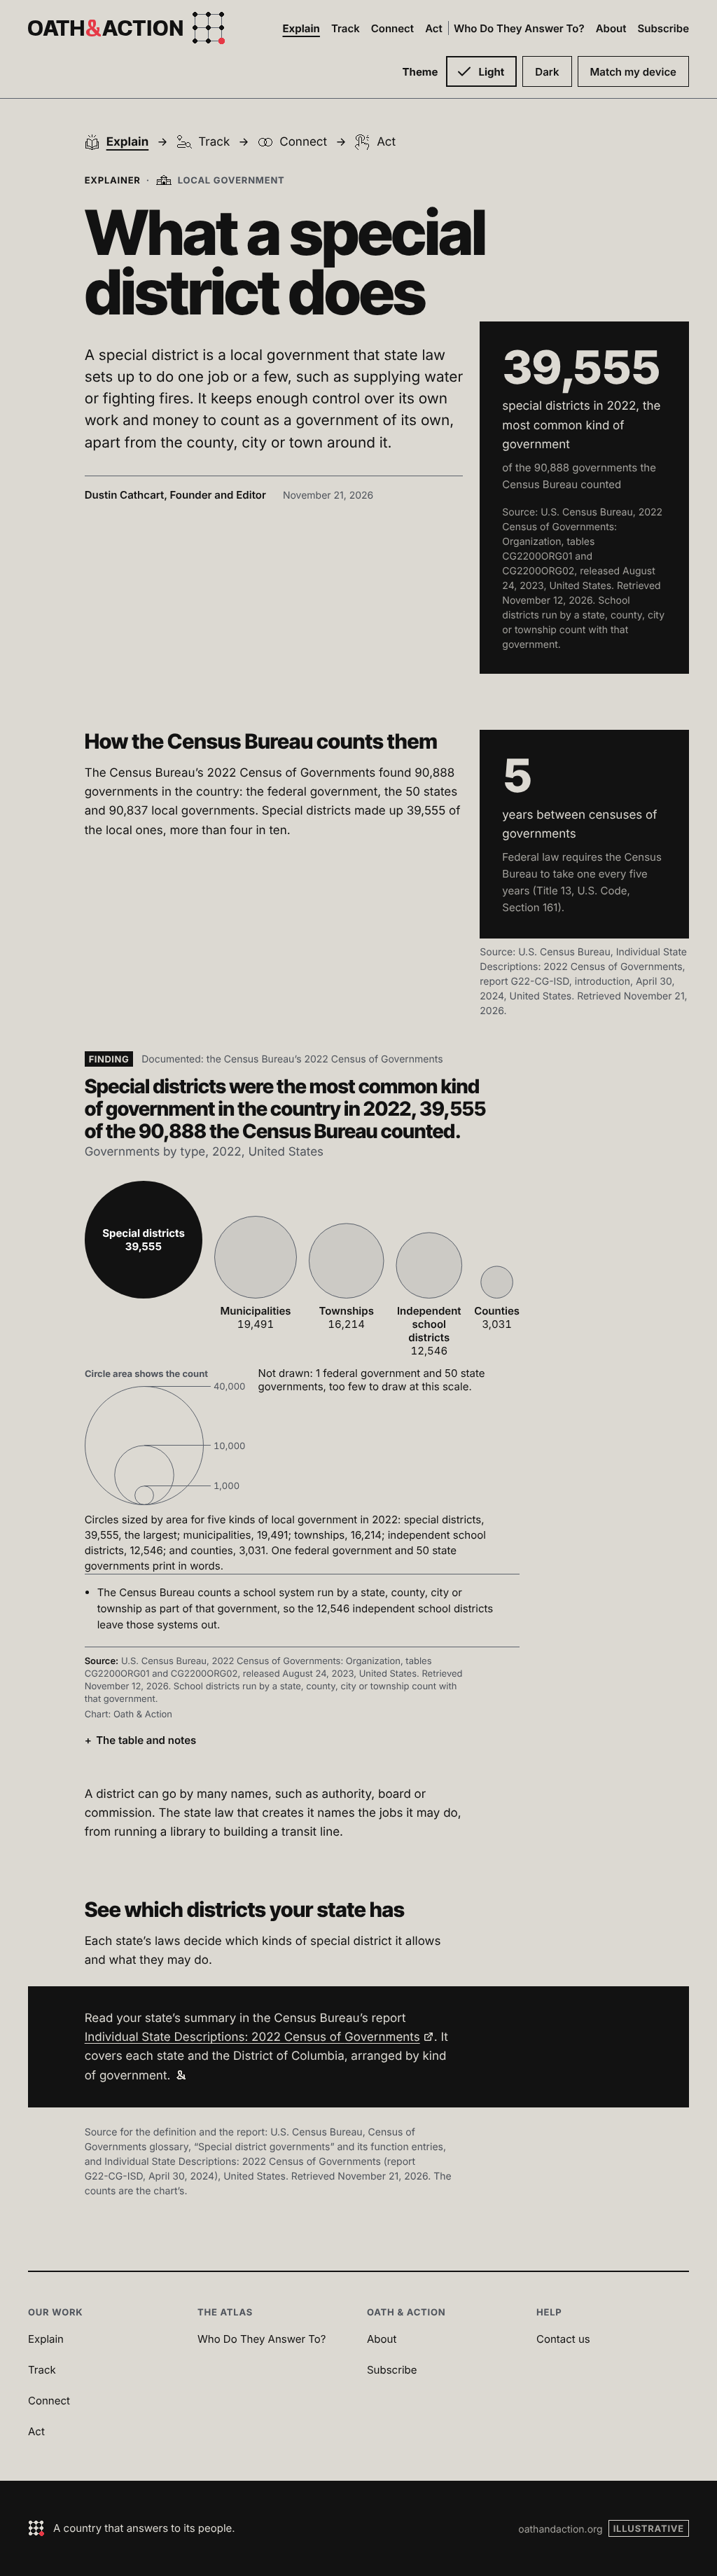 OATH&ACTION
Explain Track Connect Act Who Do They Answer To? About Subscribe
Theme Light Dark Match my device
Explain → Track → Connect → Act
EXPLAINER · LOCAL GOVERNMENT
What a special
district does
A special district is a local government that state law
sets up to do one job or a few, such as supplying water
or fighting fires. It keeps enough control over its own
work and money to count as a government of its own,
apart from the county, city or town around it.
Dustin Cathcart, Founder and Editor November 21, 2026
39,555
special districts in 2022, the
most common kind of
government
of the 90,888 governments the
Census Bureau counted
Source: U.S. Census Bureau, 2022
Census of Governments:
Organization, tables
CG2200ORG01 and
CG2200ORG02, released August
24, 2023, United States. Retrieved
November 12, 2026. School
districts run by a state, county, city
or township count with that
government.
How the Census Bureau counts them
The Census Bureau’s 2022 Census of Governments found 90,888
governments in the country: the federal government, the 50 states
and 90,837 local governments. Special districts made up 39,555 of
the local ones, more than four in ten.
5
years between censuses of
governments
Federal law requires the Census
Bureau to take one every five
years (Title 13, U.S. Code,
Section 161).
Source: U.S. Census Bureau, Individual State
Descriptions: 2022 Census of Governments,
report G22-CG-ISD, introduction, April 30,
2024, United States. Retrieved November 21,
2026.
FINDING Documented: the Census Bureau’s 2022 Census of Governments
Special districts were the most common kind
of government in the country in 2022, 39,555
of the 90,888 the Census Bureau counted.
Governments by type, 2022, United States
Special districts
39,555
Municipalities
19,491
Townships
16,214
Independent
school
districts
12,546
Counties
3,031
Circle area shows the count
40,000
10,000
1,000
Not drawn: 1 federal government and 50 state
governments, too few to draw at this scale.
Circles sized by area for five kinds of local government in 2022: special districts,
39,555, the largest; municipalities, 19,491; townships, 16,214; independent school
districts, 12,546; and counties, 3,031. One federal government and 50 state
governments print in words.
• The Census Bureau counts a school system run by a state, county, city or
township as part of that government, so the 12,546 independent school districts
leave those systems out.
Source: U.S. Census Bureau, 2022 Census of Governments: Organization, tables
CG2200ORG01 and CG2200ORG02, released August 24, 2023, United States. Retrieved
November 12, 2026. School districts run by a state, county, city or township count with
that government.
Chart: Oath & Action
+ The table and notes
A district can go by many names, such as authority, board or
commission. The state law that creates it names the jobs it may do,
from running a library to building a transit line.
See which districts your state has
Each state’s laws decide which kinds of special district it allows
and what they may do.
Read your state’s summary in the Census Bureau’s report
Individual State Descriptions: 2022 Census of Governments. It
covers each state and the District of Columbia, arranged by kind
of government. &
Source for the definition and the report: U.S. Census Bureau, Census of
Governments glossary, “Special district governments” and its function entries,
and Individual State Descriptions: 2022 Census of Governments (report
G22-CG-ISD, April 30, 2024), United States. Retrieved November 21, 2026. The
counts are the chart’s.
OUR WORK
Explain
Track
Connect
Act
THE ATLAS
Who Do They Answer To?
OATH & ACTION
About
Subscribe
HELP
Contact us
A country that answers to its people.
oathandaction.org ILLUSTRATIVE